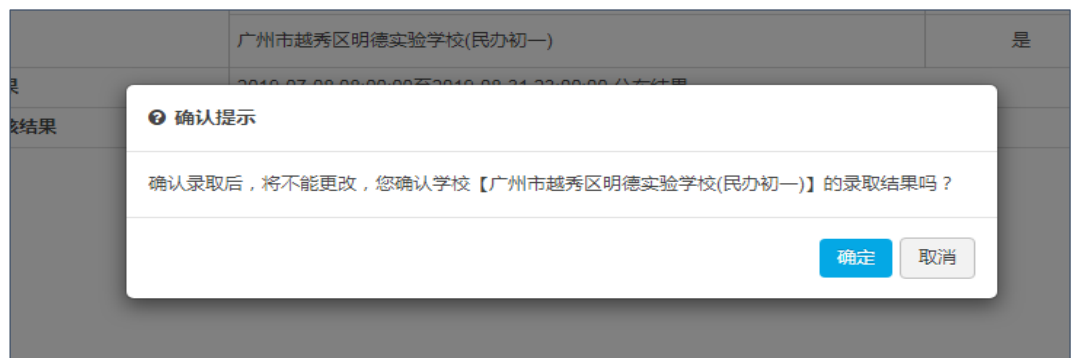 广州市越秀区明德实验学校(民办初一)
是
核结果
确认提示
确认录取后，将不能更改，您确认学校【广州市越秀区明德实验学校(民办初一)】的录取结果吗？
确定
取消